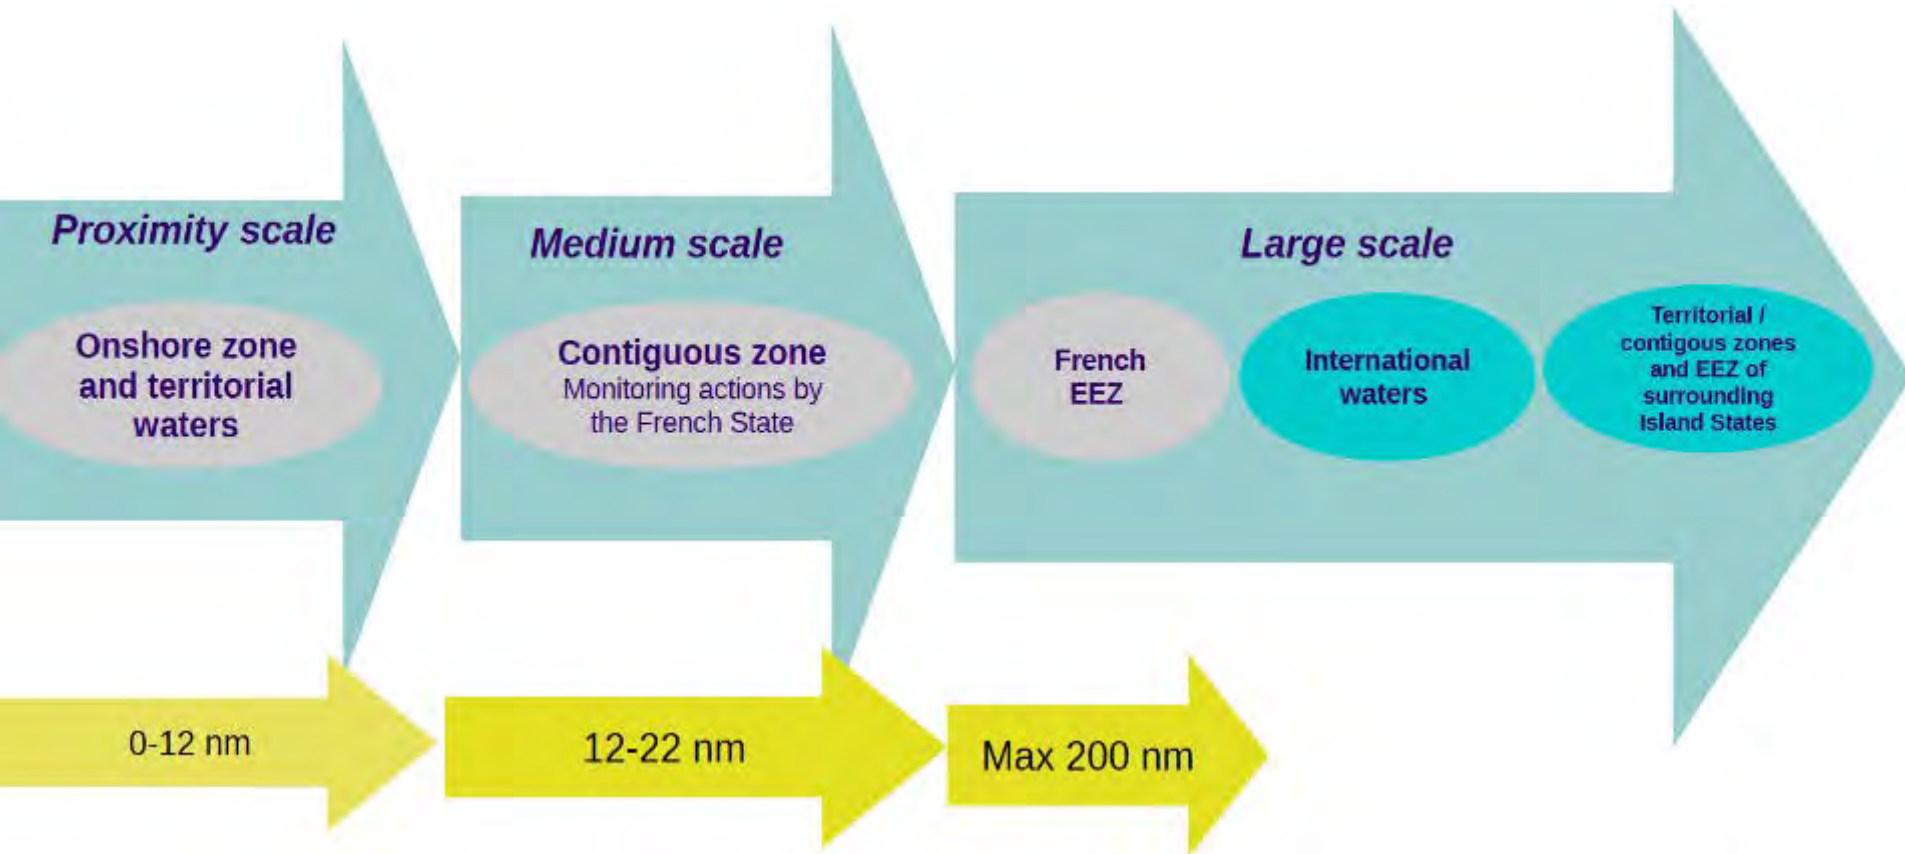 Proximity scale
Onshore zone
and territorial
waters
Medium scale
Contiguous zone
Monitoring actions by
the French State
Large scale
French
EEZ
International
waters
Territorial /
contigous zones
and EEZ of
surrounding
Island States
0-12 nm
12-22 nm
Max 200 nm